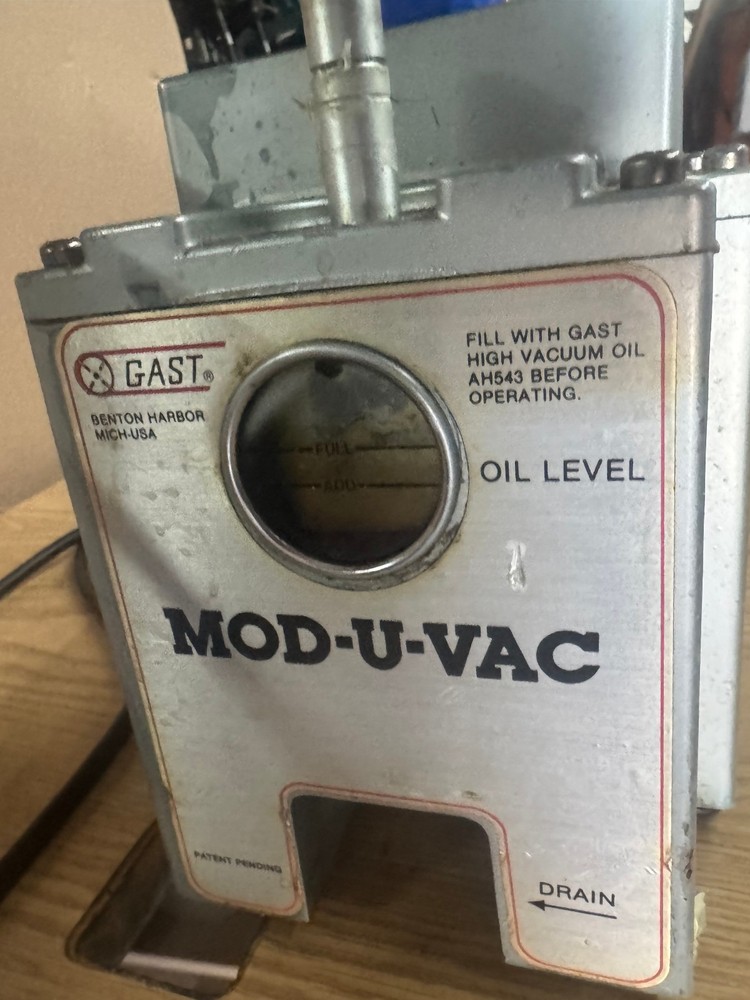 GAST®
BENTON HARBOR
MICH-USA
FILL WITH GAST
HIGH VACUUM OIL
AH543 BEFORE
OPERATING.
FULL
ADD
OIL LEVEL
MOD-U-VAC
PATENT PENDING
DRAIN